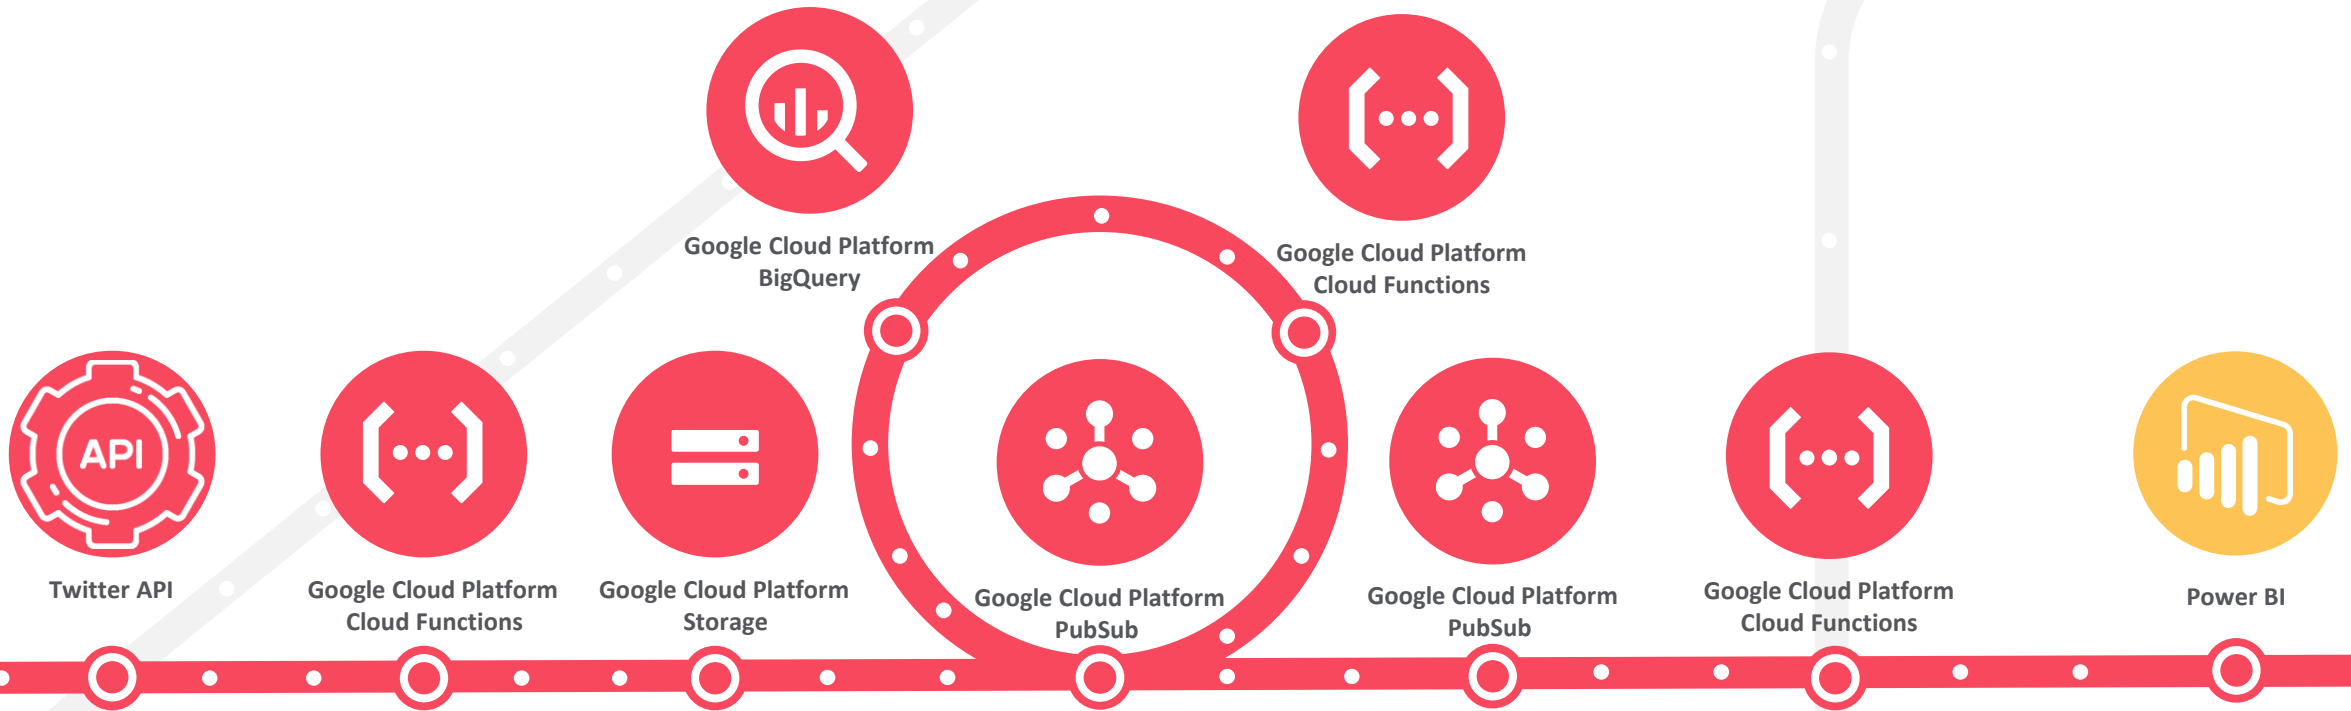 Google Cloud Platform
BigQuery
Google Cloud Platform
Cloud Functions
API
Twitter API
Google Cloud Platform
Cloud Functions
Google Cloud Platform
Storage
Google Cloud Platform
PubSub
Google Cloud Platform
PubSub
Google Cloud Platform
Cloud Functions
Power BI